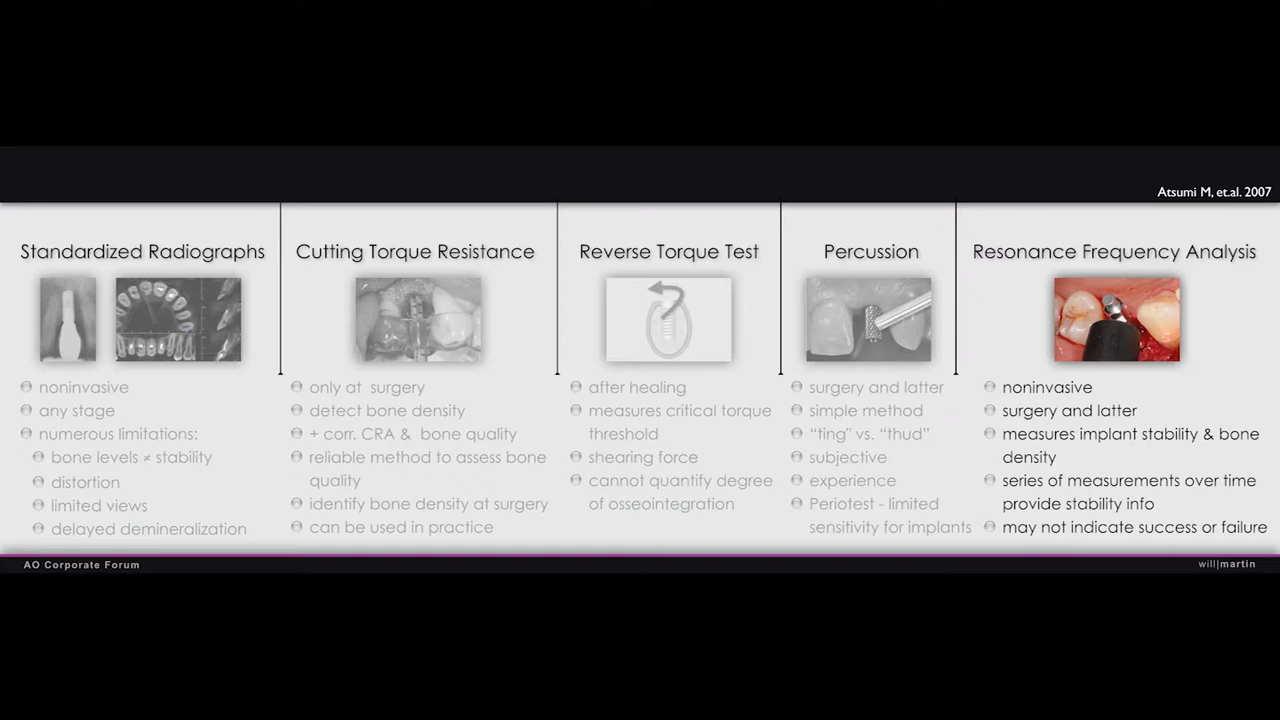 Atsumi M, et.al. 2007
Standardized Radiographs
noninvasive
any stage
numerous limitations:
bone levels ≠ stability
distortion
limited views
delayed demineralization
Cutting Torque Resistance
only at surgery
detect bone density
+ corr. CRA & bone quality
reliable method to assess bone
quality
identify bone density at surgery
can be used in practice
Reverse Torque Test
after healing
measures critical torque
threshold
shearing force
cannot quantify degree
of osseointegration
Percussion
surgery and latter
simple method
“ting” vs. “thud”
subjective
experience
Periotest - limited
sensitivity for implants
Resonance Frequency Analysis
noninvasive
surgery and latter
measures implant stability & bone
density
series of measurements over time
provide stability info
may not indicate success or failure
AO Corporate Forum
will|martin